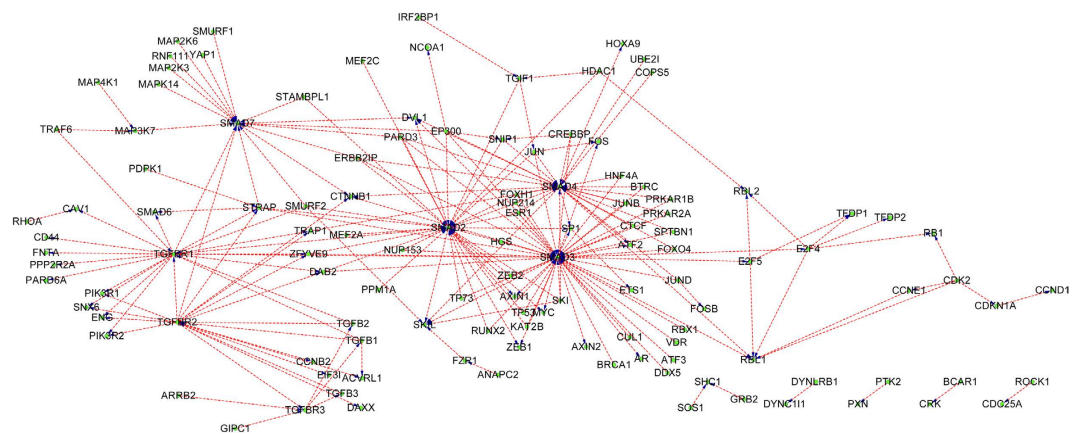 IRF2BP1
SMURF1
MAP2K6
NCOA1
HOXA9
RNF111 YAP1
MEF2C
UBE2I
MAP2K3
HDAC1
COPS5
MAP4K1
MAPK14
TGIF1
STAMBPL1
TRAF6
MAP3K7
SMAD7
DVL1
PARD3
EP300
SNIP1
CREBBP
FOS
JUN
ERBB2IP
PDPK1
HNF4A
SMAD4
BTRC
RBL2
CTNNB1
FOXH1
PRKAR1B
NUP214
CAV1
SMAD6
STRAP
SMURF2
ESR1
JUNB
PRKAR2A
TFDP1
RHOA
TFDP2
CTCF
SP1
SPTBN1
SMAD2
TRAP1
MEF2A
RB1
CD44
HGS
ATF2
FOXO4
E2F4
FNTA
TGFBR1
ZFYVE9
NUP153
SMAD3
E2F5
PPP2R2A
DAB2
ZEB2
PARD6A
JUND
CDK2
PIK3R1
PPM1A
TP73
AXIN1
SKI
ETS1
CCNE1
CCND1
SNX6
ENG
TP53
MYC
FOSB
CDKN1A
TGFBR2
TGFB2
SKIL
RUNX2
KAT2B
RBX1
PIK3R2
TGFB1
CUL1
VDR
ZEB1
AXIN2
CCNB2
FZR1
AR
ATF3
RBL1
BRCA1
DDX5
ANAPC2
ACVRL1
TGFB3
ARRB2
DAXX
TGFBR3
GIPC1
SHC1
DYNLRB1
PTK2
BCAR1
ROCK1
SOS1
GRB2
DYNC1I1
PXN
CRK
CDC25A